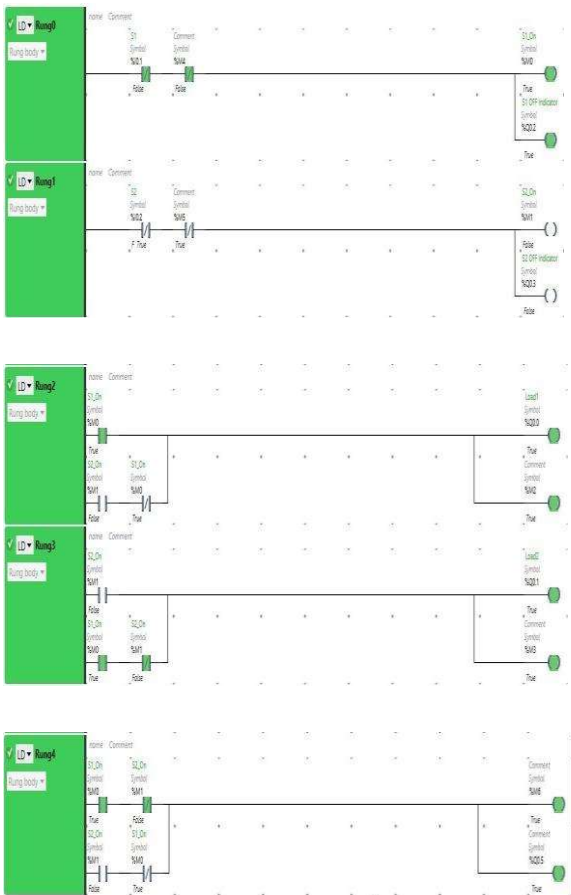 LD Rung0
name Comment
Rung body
S1 Comment S1_On
Symbol Symbol Symbol
%I0.1 %M4 %M0
False False True
S1 OFF Indicator
Symbol
%Q0.2
True
LD Rung1
name Comment
Rung body
S2 Comment S2_On
Symbol Symbol Symbol
%I0.2 %M5 %M1
F True True False
S2 OFF Indicator
Symbol
%Q0.3
False
LD Rung2
name Comment
Rung body
S1_On Load1
Symbol Symbol
%M0 %Q0.0
True True
S2_On S1_On Comment
Symbol Symbol Symbol
%M1 %M0 %M2
False True True
LD Rung3
name Comment
Rung body
S2_On Load2
Symbol Symbol
%M1 %Q0.1
False True
S1_On S2_On Comment
Symbol Symbol Symbol
%M0 %M1 %M3
True False True
LD Rung4
name Comment
Rung body
S1_On S2_On Comment
Symbol Symbol Symbol
%M0 %M1 %M6
True False True
S2_On S1_On Comment
Symbol Symbol Symbol
%M1 %M0 %Q0.5
False True True